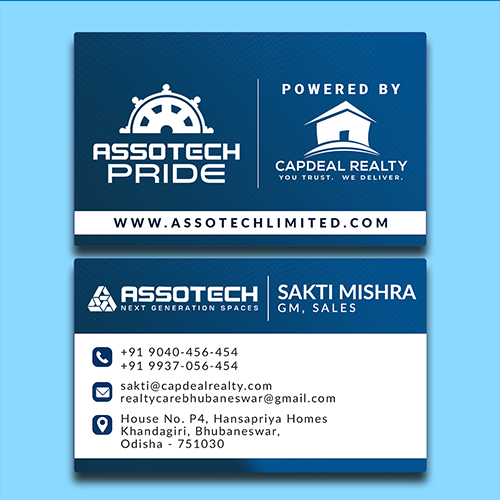 POWERED BY
ASSOTECH
PRIDE
CAPDEAL REALTY
YOU TRUST. WE DELIVER.
WWW.ASSOTECHLIMITED.COM
ASSOTECH
NEXT GENERATION SPACES
SAKTI MISHRA
GM, SALES
+91 9040-456-454
+91 9937-056-454
sakti@capdealrealty.com
realtycarebhubaneswar@gmail.com
House No. P4, Hansapriya Homes
Khandagiri, Bhubaneswar,
Odisha - 751030